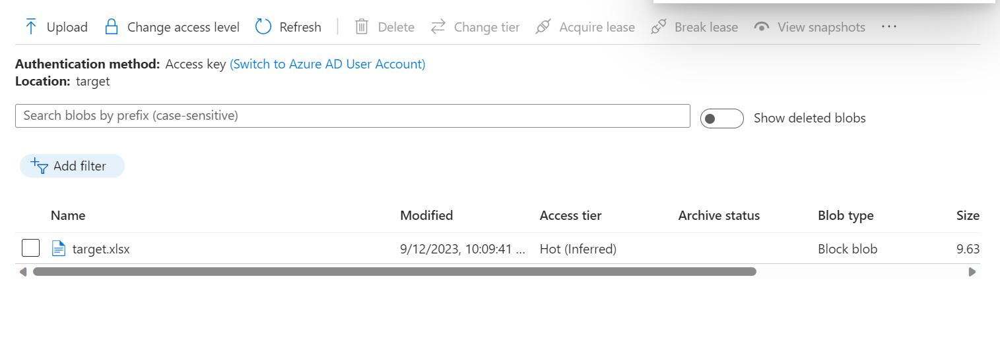 Upload Change access level Refresh Delete Change tier Acquire lease Break lease View snapshots ...
Authentication method: Access key (Switch to Azure AD User Account)
Location: target
Search blobs by prefix (case-sensitive)
Show deleted blobs
Add filter
Name Modified Access tier Archive status Blob type Size
target.xlsx 9/12/2023, 10:09:41 ... Hot (Inferred) Block blob 9.63